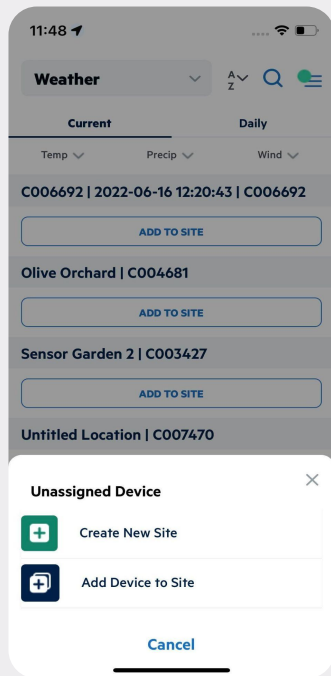 11:48
Weather
A
Z
Current Daily
Temp Precip Wind
C006692 | 2022-06-16 12:20:43 | C006692
ADD TO SITE
Olive Orchard | C004681
ADD TO SITE
Sensor Garden 2 | C003427
ADD TO SITE
Untitled Location | C007470
Unassigned Device
Create New Site
Add Device to Site
Cancel